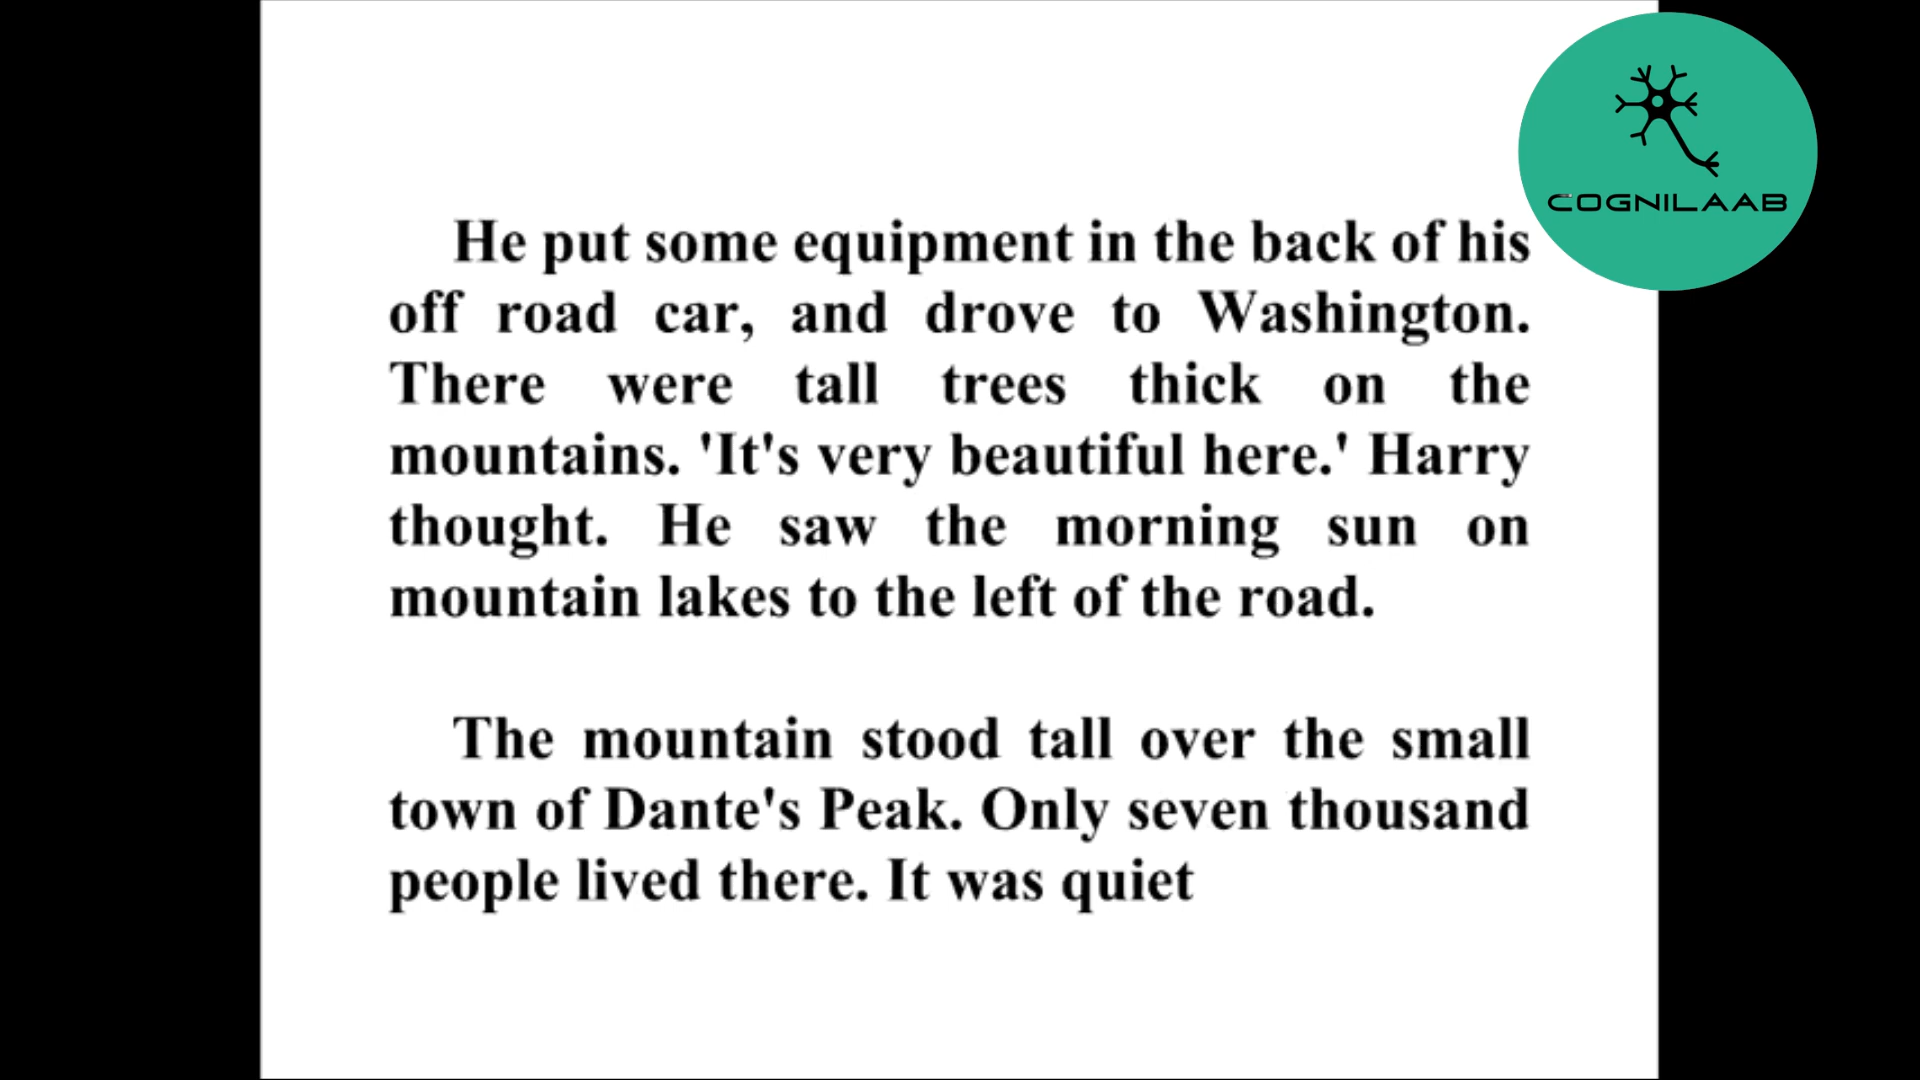 COGNILAAB
He put some equipment in the back of his
off road car, and drove to Washington.
There were tall trees thick on the
mountains. 'It's very beautiful here.' Harry
thought. He saw the morning sun on
mountain lakes to the left of the road.
The mountain stood tall over the small
town of Dante's Peak. Only seven thousand
people lived there. It was quiet